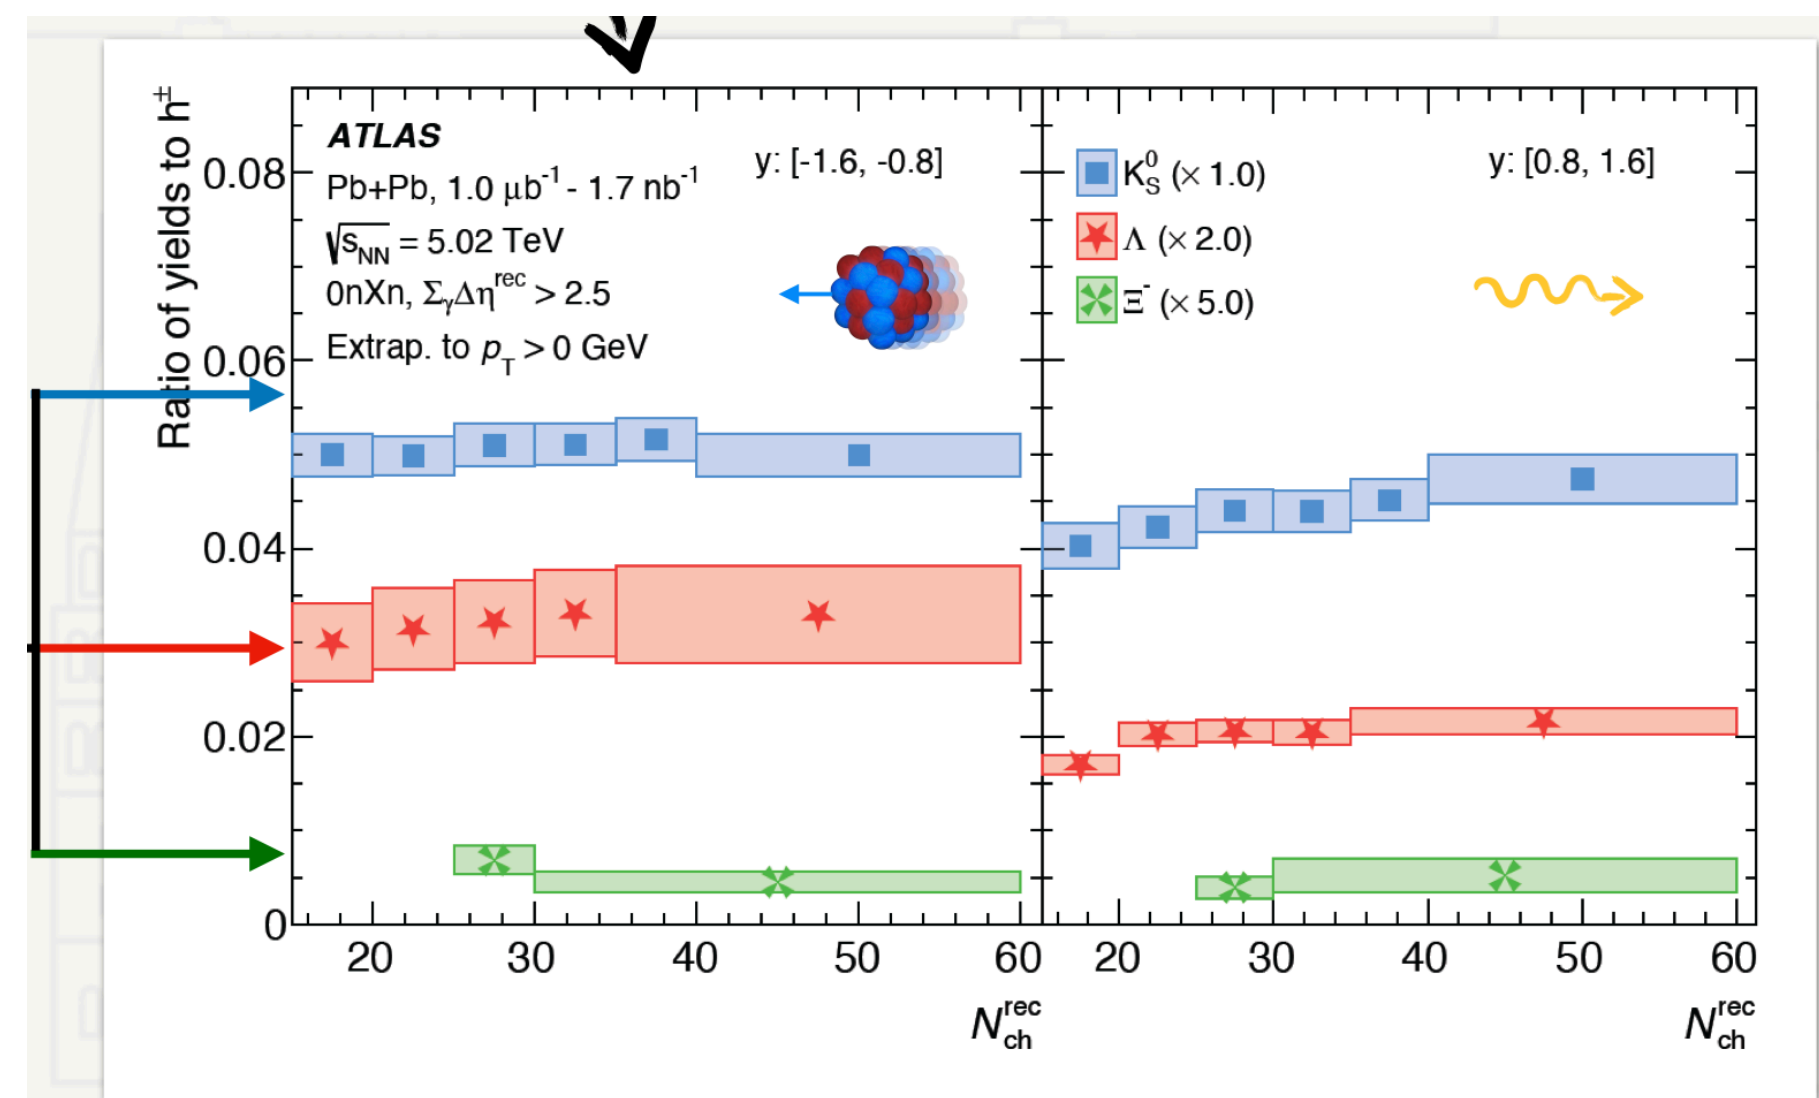 Ratio of yields to h±
ATLAS
Pb+Pb, 1.0 μb⁻¹ - 1.7 nb⁻¹
√sNN = 5.02 TeV
0nXn, ΣγΔηʳᵉᶜ > 2.5
Extrap. to pT > 0 GeV
y: [-1.6, -0.8]
K⁰S (× 1.0)
Λ (× 2.0)
Ξ⁻ (× 5.0)
y: [0.8, 1.6]
0.08
0.06
0.04
0.02
0
20 30 40 50 60 20 30 40 50 60
Nʳᵉᶜch Nʳᵉᶜch